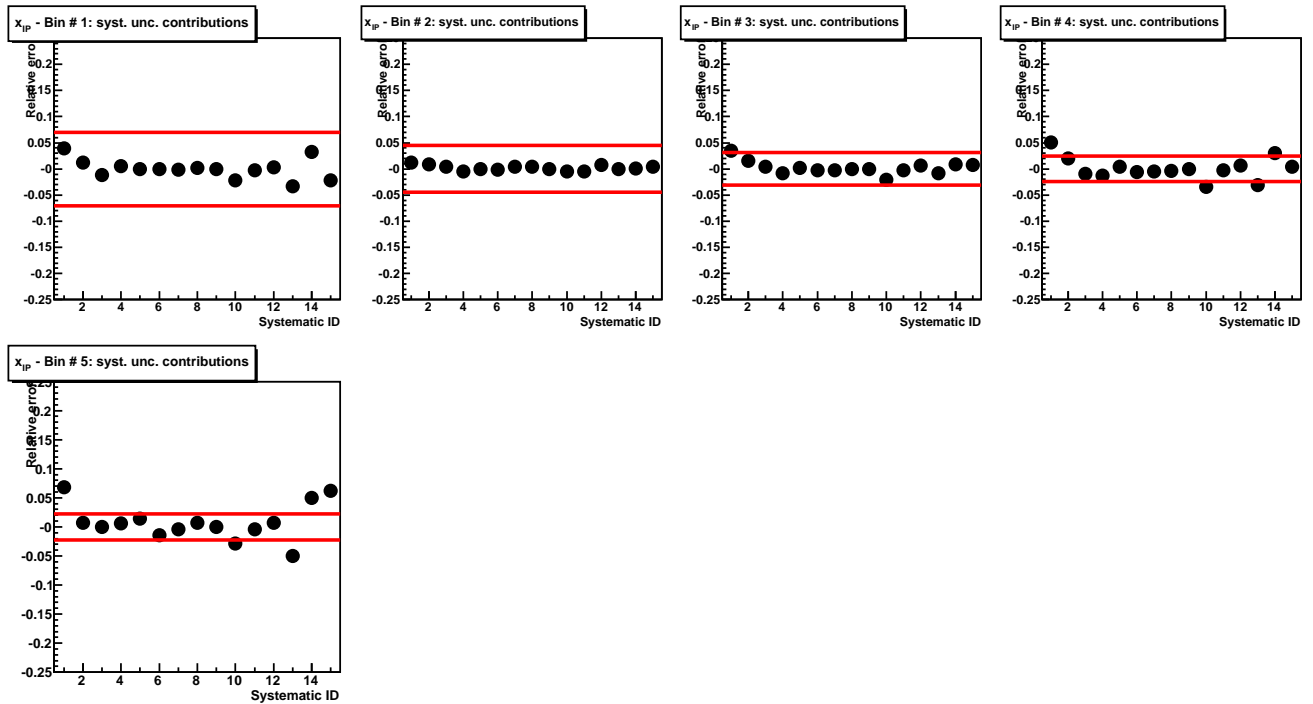 x_IP - Bin # 1: syst. unc. contributions
Relative error
0.2
0.15
0.1
0.05
-0
-0.05
-0.1
-0.15
-0.2
-0.25
2 4 6 8 10 12 14
Systematic ID
x_IP - Bin # 2: syst. unc. contributions
Relative error
0.2
0.15
0.1
0.05
-0
-0.05
-0.1
-0.15
-0.2
-0.25
2 4 6 8 10 12 14
Systematic ID
x_IP - Bin # 3: syst. unc. contributions
Relative error
0.2
0.15
0.1
0.05
-0
-0.05
-0.1
-0.15
-0.2
-0.25
2 4 6 8 10 12 14
Systematic ID
x_IP - Bin # 4: syst. unc. contributions
Relative error
0.2
0.15
0.1
0.05
-0
-0.05
-0.1
-0.15
-0.2
-0.25
2 4 6 8 10 12 14
Systematic ID
x_IP - Bin # 5: syst. unc. contributions
Relative error
0.25
0.2
0.15
0.1
0.05
-0
-0.05
-0.1
-0.15
-0.2
-0.25
2 4 6 8 10 12 14
Systematic ID